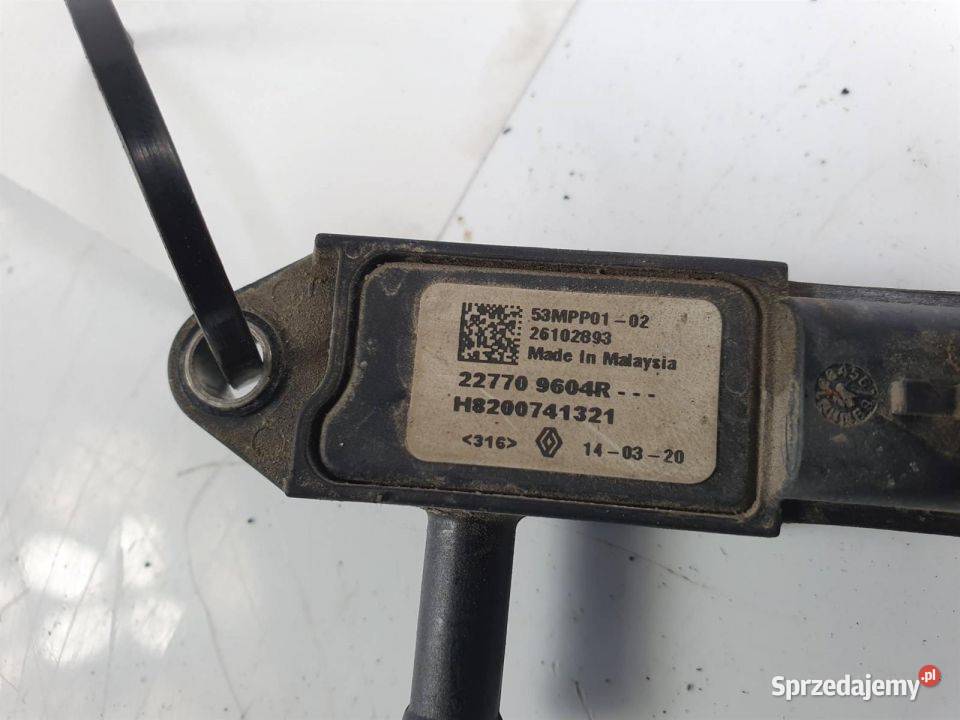 53MPP01-02
26102893
Made in Malaysia
22770 9604R---
H8200741321
<316> 14-03-20
Sprzedajemy.pl